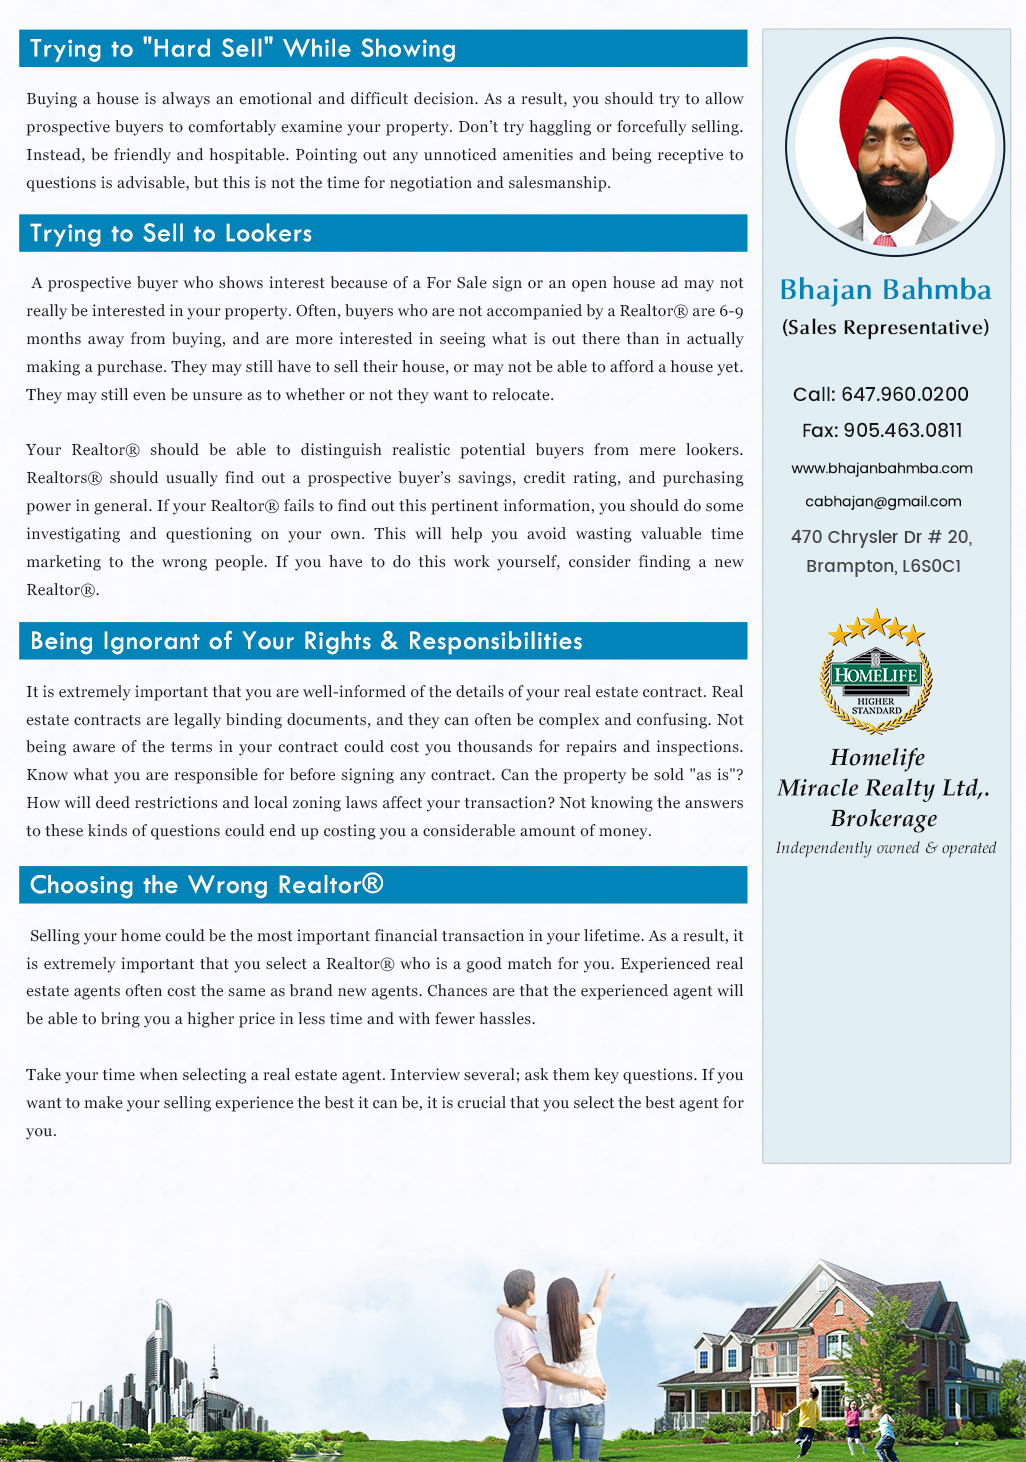 Trying to "Hard Sell" While Showing
Buying a house is always an emotional and difficult decision. As a result, you should try to allow
prospective buyers to comfortably examine your property. Don’t try haggling or forcefully selling.
Instead, be friendly and hospitable. Pointing out any unnoticed amenities and being receptive to
questions is advisable, but this is not the time for negotiation and salesmanship.
Trying to Sell to Lookers
A prospective buyer who shows interest because of a For Sale sign or an open house ad may not
really be interested in your property. Often, buyers who are not accompanied by a Realtor® are 6-9
months away from buying, and are more interested in seeing what is out there than in actually
making a purchase. They may still have to sell their house, or may not be able to afford a house yet.
They may still even be unsure as to whether or not they want to relocate.
Your Realtor® should be able to distinguish realistic potential buyers from mere lookers.
Realtors® should usually find out a prospective buyer’s savings, credit rating, and purchasing
power in general. If your Realtor® fails to find out this pertinent information, you should do some
investigating and questioning on your own. This will help you avoid wasting valuable time
marketing to the wrong people. If you have to do this work yourself, consider finding a new
Realtor®.
Being Ignorant of Your Rights & Responsibilities
It is extremely important that you are well-informed of the details of your real estate contract. Real
estate contracts are legally binding documents, and they can often be complex and confusing. Not
being aware of the terms in your contract could cost you thousands for repairs and inspections.
Know what you are responsible for before signing any contract. Can the property be sold "as is"?
How will deed restrictions and local zoning laws affect your transaction? Not knowing the answers
to these kinds of questions could end up costing you a considerable amount of money.
Choosing the Wrong Realtor®
Selling your home could be the most important financial transaction in your lifetime. As a result, it
is extremely important that you select a Realtor® who is a good match for you. Experienced real
estate agents often cost the same as brand new agents. Chances are that the experienced agent will
be able to bring you a higher price in less time and with fewer hassles.
Take your time when selecting a real estate agent. Interview several; ask them key questions. If you
want to make your selling experience the best it can be, it is crucial that you select the best agent for
you.
Bhajan Bahmba
(Sales Representative)
Call: 647.960.0200
Fax: 905.463.0811
www.bhajanbahmba.com
cabhajan@gmail.com
470 Chrysler Dr # 20,
Brampton, L6S0C1
HOMELIFE
HIGHER
STANDARD
Homelife
Miracle Realty Ltd,.
Brokerage
Independently owned & operated